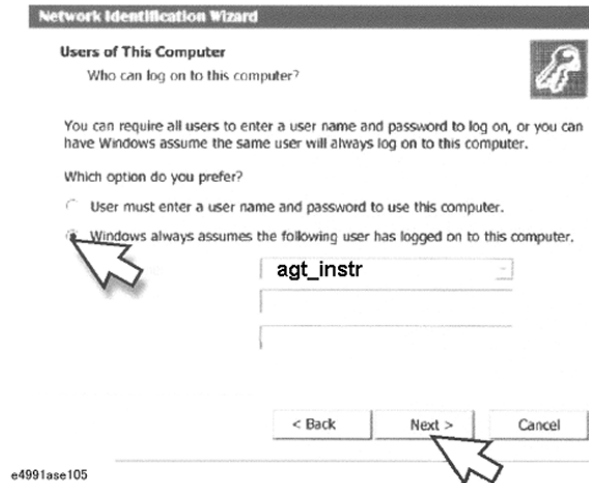 Network Identification Wizard
Users of This Computer
Who can log on to this computer?
You can require all users to enter a user name and password to log on, or you can
have Windows assume the same user will always log on to this computer.
Which option do you prefer?
User must enter a user name and password to use this computer.
Windows always assumes the following user has logged on to this computer.
agt_instr
< Back Next > Cancel
e4991ase105